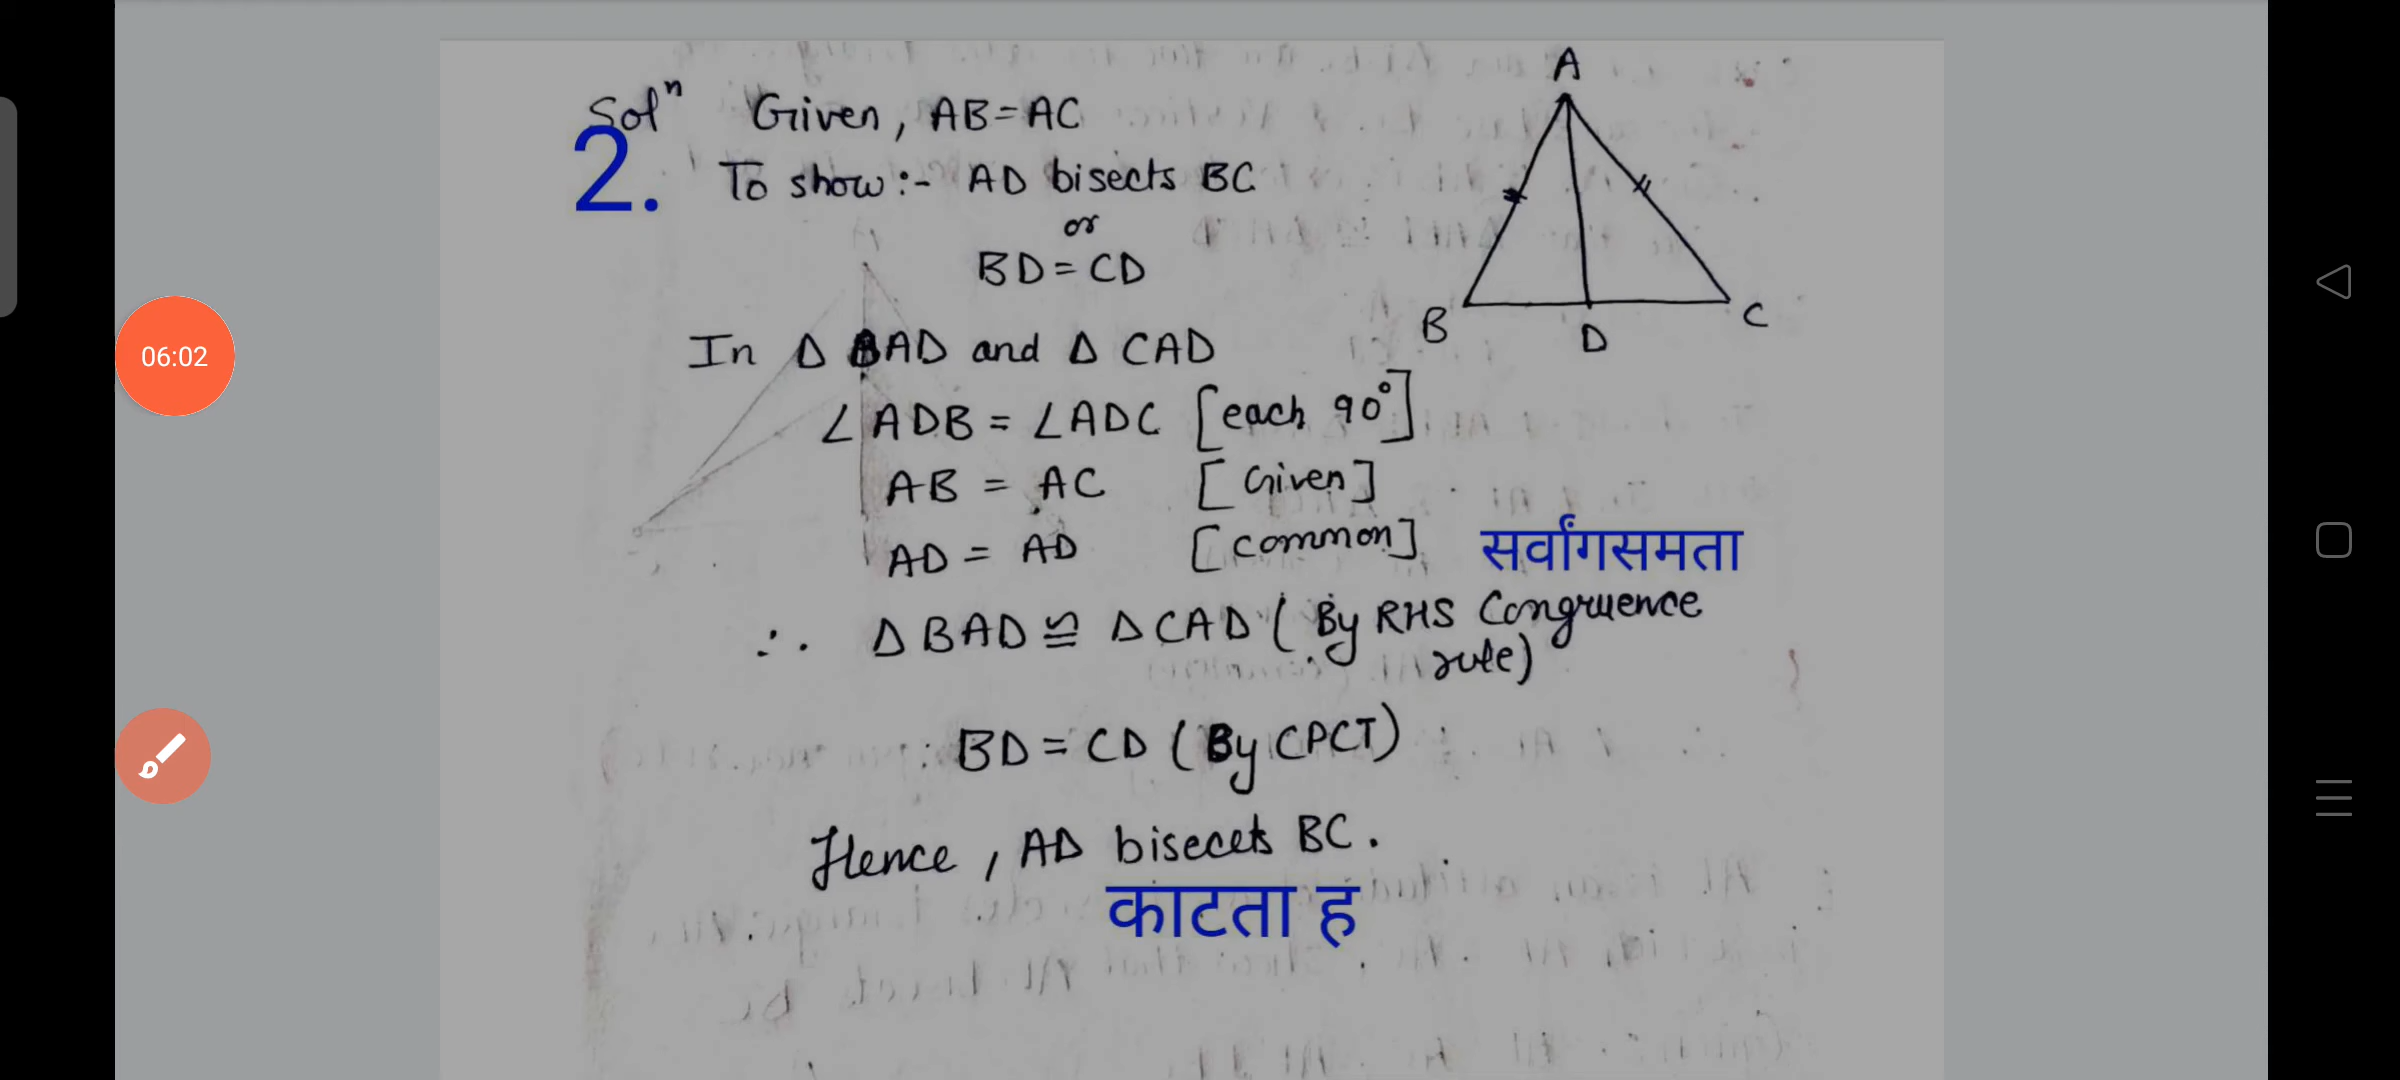 Solⁿ Given, AB=AC
2. To show:- AD bisects BC
or
BD = CD
A
B D C
In Δ BAD and Δ CAD
∠ADB = ∠ADC [each 90°]
AB = AC [Given]
AD = AD [common]
सर्वांगसमता
∴ ΔBAD ≅ ΔCAD (By RHS Congruence
rule)
BD = CD (By CPCT)
Hence, AD bisecets BC.
काटता ह
06:02